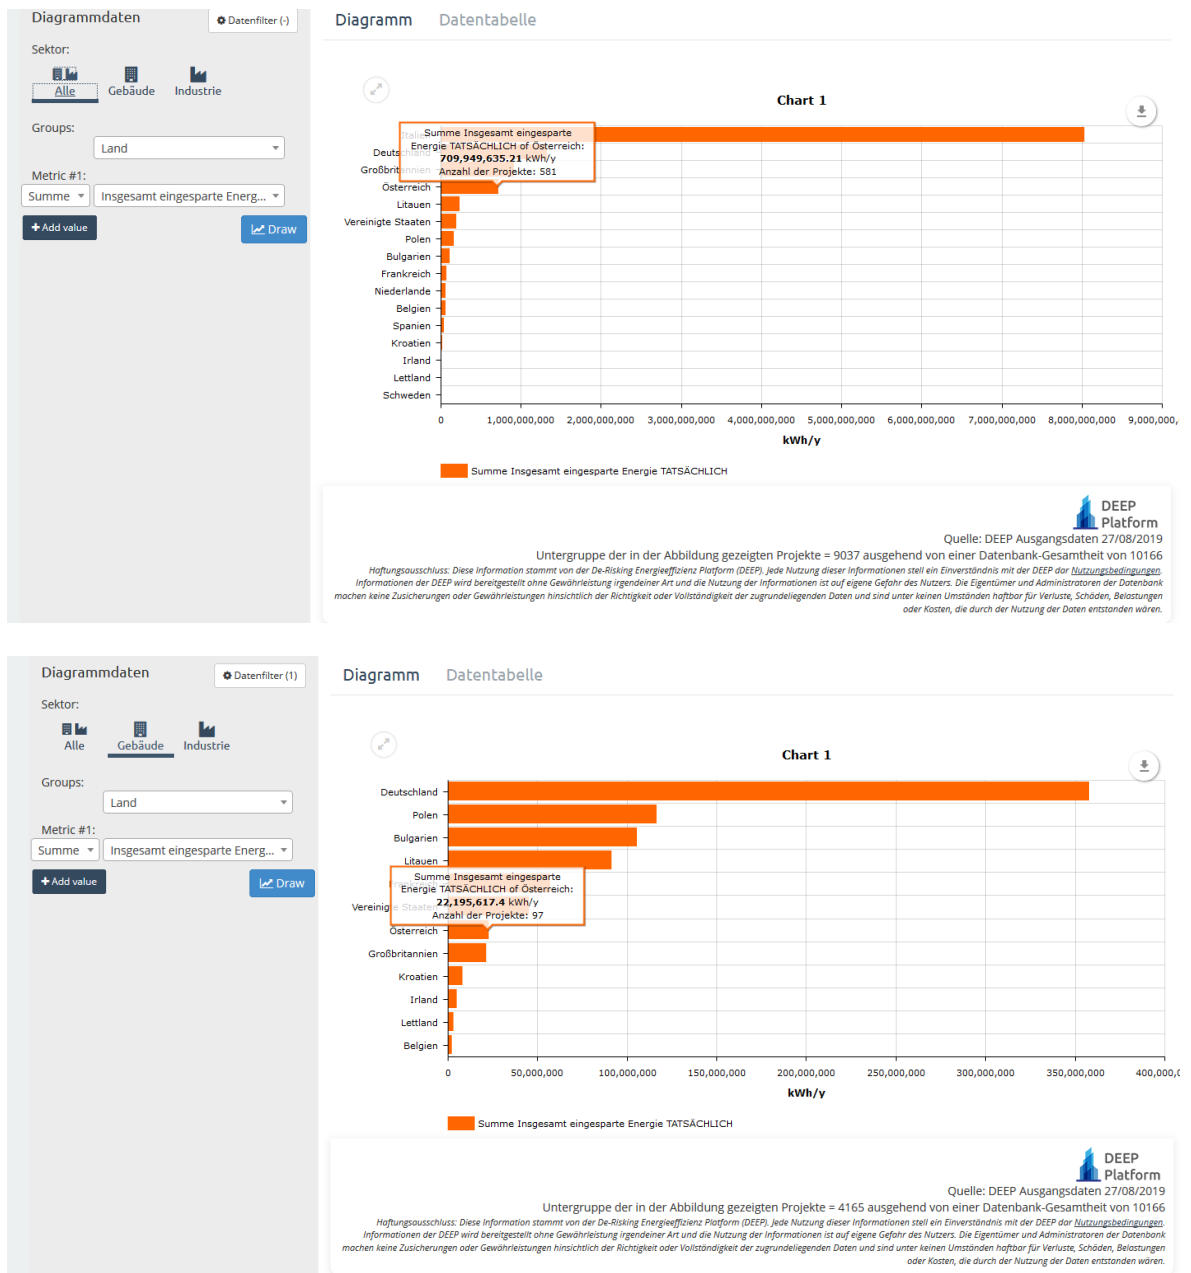 Diagrammdaten
Datenfilter (-)
Diagramm
Datentabelle
Sektor:
Alle
Gebäude
Industrie
Groups:
Land
Metric #1:
Summe
Insgesamt eingesparte Energ...
+ Add value
Draw
Chart 1
Summe Insgesamt eingesparte
Energie TATSÄCHLICH of Österreich:
709,949,635.21 kWh/y
Anzahl der Projekte: 581
Italien
Deutschland
Großbritannien
Österreich
Litauen
Vereinigte Staaten
Polen
Bulgarien
Frankreich
Niederlande
Belgien
Spanien
Kroatien
Irland
Lettland
Schweden
0
1,000,000,000
2,000,000,000
3,000,000,000
4,000,000,000
5,000,000,000
6,000,000,000
7,000,000,000
8,000,000,000
9,000,000,
kWh/y
Summe Insgesamt eingesparte Energie TATSÄCHLICH
DEEP
Platform
Quelle: DEEP Ausgangsdaten 27/08/2019
Untergruppe der in der Abbildung gezeigten Projekte = 9037 ausgehend von einer Datenbank-Gesamtheit von 10166
Haftungsausschluss: Diese Information stammt von der De-Risking Energieeffizienz Platform (DEEP). Jede Nutzung dieser Informationen stell ein Einverständnis mit der DEEP dar Nutzungsbedingungen.
Informationen der DEEP wird bereitgestellt ohne Gewährleistung irgendeiner Art und die Nutzung der Informationen ist auf eigene Gefahr des Nutzers. Die Eigentümer und Administratoren der Datenbank
machen keine Zusicherungen oder Gewährleistungen hinsichtlich der Richtigkeit oder Vollständigkeit der zugrundeliegenden Daten und sind unter keinen Umständen haftbar für Verluste, Schäden, Belastungen
oder Kosten, die durch der Nutzung der Daten entstanden wären.
Diagrammdaten
Datenfilter (1)
Diagramm
Datentabelle
Sektor:
Alle
Gebäude
Industrie
Groups:
Land
Metric #1:
Summe
Insgesamt eingesparte Energ...
+ Add value
Draw
Chart 1
Deutschland
Polen
Bulgarien
Litauen
Summe Insgesamt eingesparte
Energie TATSÄCHLICH of Österreich:
22,195,617.4 kWh/y
Anzahl der Projekte: 97
Frankreich
Vereinigte Staaten
Österreich
Großbritannien
Kroatien
Irland
Lettland
Belgien
0
50,000,000
100,000,000
150,000,000
200,000,000
250,000,000
300,000,000
350,000,000
400,000,0
kWh/y
Summe Insgesamt eingesparte Energie TATSÄCHLICH
DEEP
Platform
Quelle: DEEP Ausgangsdaten 27/08/2019
Untergruppe der in der Abbildung gezeigten Projekte = 4165 ausgehend von einer Datenbank-Gesamtheit von 10166
Haftungsausschluss: Diese Information stammt von der De-Risking Energieeffizienz Platform (DEEP). Jede Nutzung dieser Informationen stell ein Einverständnis mit der DEEP dar Nutzungsbedingungen.
Informationen der DEEP wird bereitgestellt ohne Gewährleistung irgendeiner Art und die Nutzung der Informationen ist auf eigene Gefahr des Nutzers. Die Eigentümer und Administratoren der Datenbank
machen keine Zusicherungen oder Gewährleistungen hinsichtlich der Richtigkeit oder Vollständigkeit der zugrundeliegenden Daten und sind unter keinen Umständen haftbar für Verluste, Schäden, Belastungen
oder Kosten, die durch der Nutzung der Daten entstanden wären.